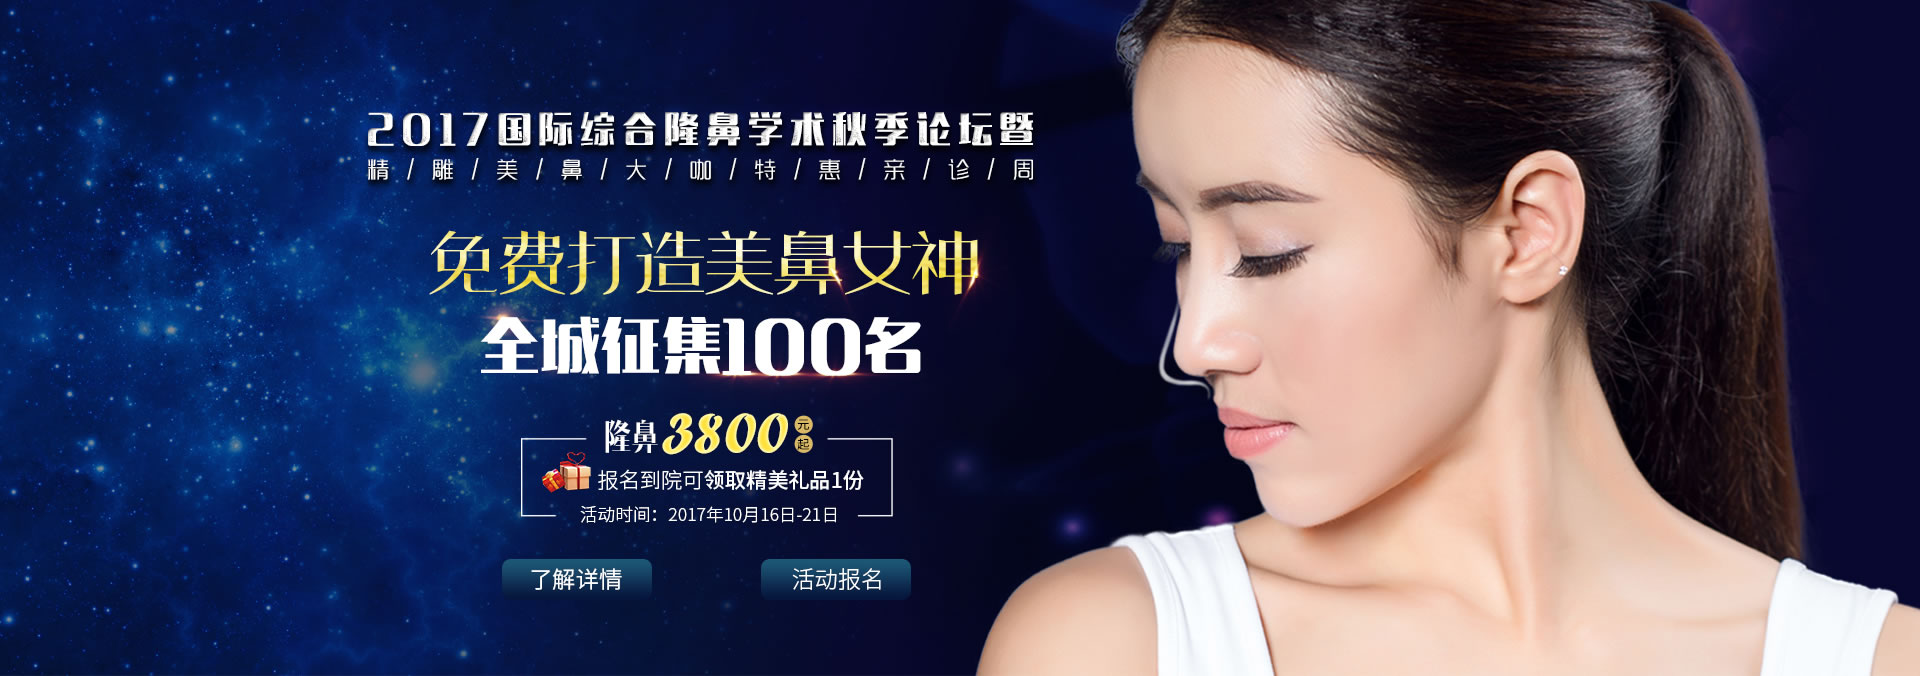 2017国际综合隆鼻学术秋季论坛暨
精/雕/美/鼻/大/咖/特/惠/亲/诊/周
免费打造美鼻女神
全城征集100名
隆鼻3800元起
报名到院可领取精美礼品1份
活动时间：2017年10月16日-21日
了解详情
活动报名